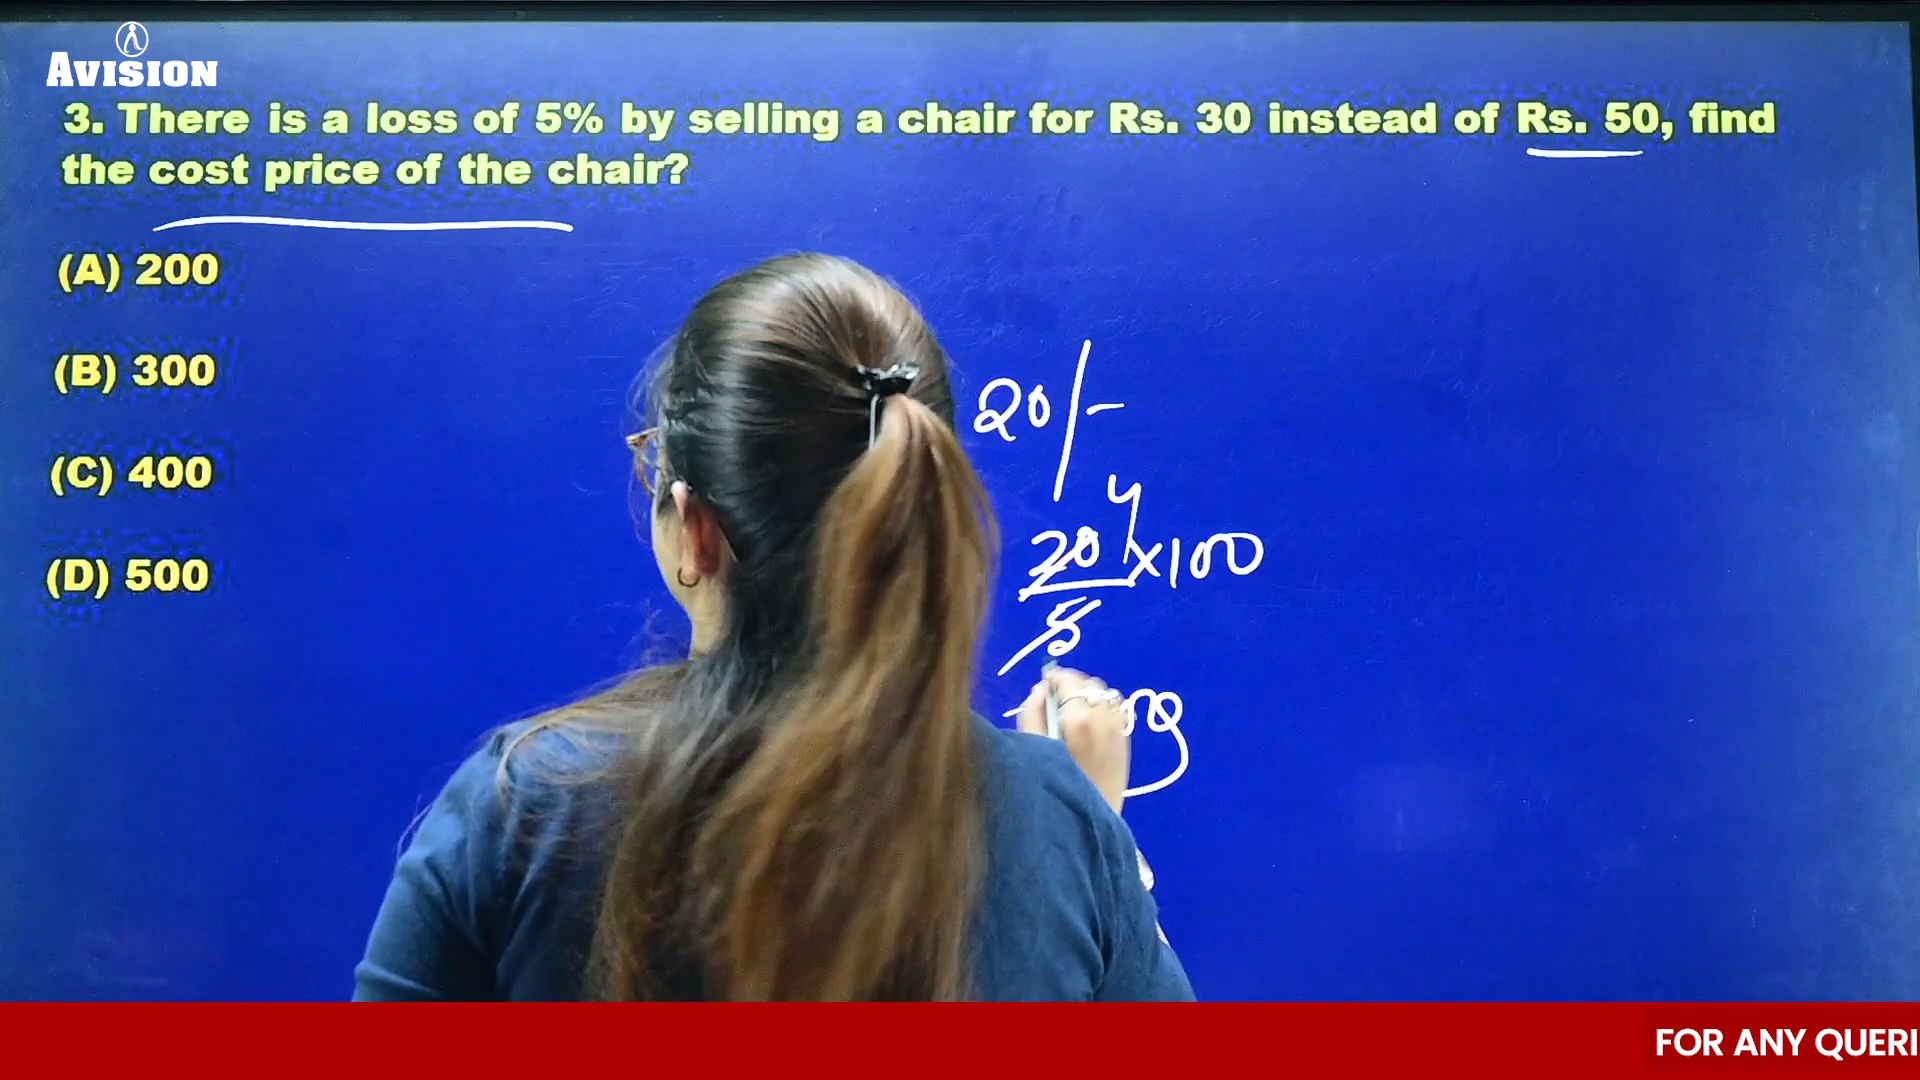 AVISION
3. There is a loss of 5% by selling a chair for Rs. 30 instead of Rs. 50, find
the cost price of the chair?
(A) 200
(B) 300
(C) 400
(D) 500
20/-
4
20 x100
5
FOR ANY QUERI